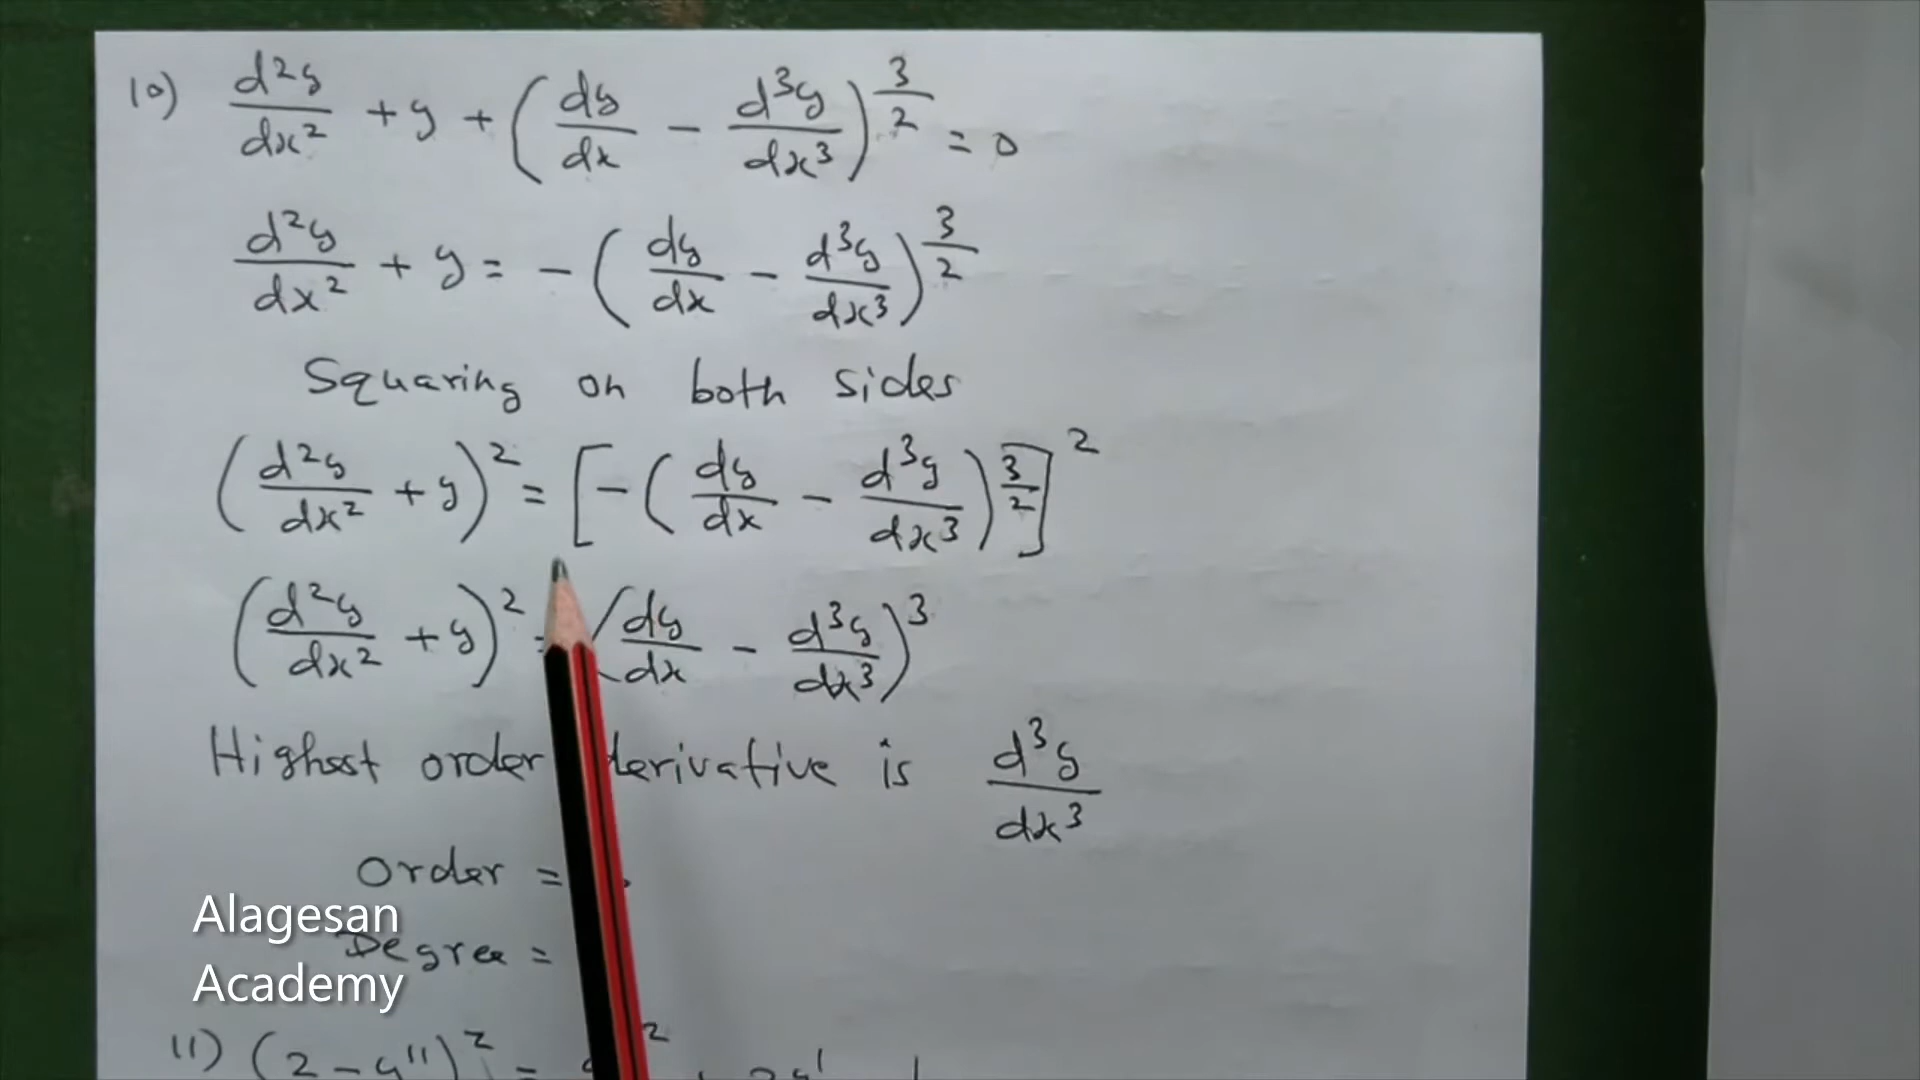 10) d²y/dx² + y + (dy/dx − d³y/dx³)^(3/2) = 0
d²y/dx² + y = −(dy/dx − d³y/dx³)^(3/2)
Squaring on both sides
(d²y/dx² + y)² = [−(dy/dx − d³y/dx³)^(3/2)]²
(d²y/dx² + y)² = (dy/dx − d³y/dx³)³
Highest order derivative is d³y/dx³
Order =
Degree =
Alagesan
Academy
11) (2 − y'')² =